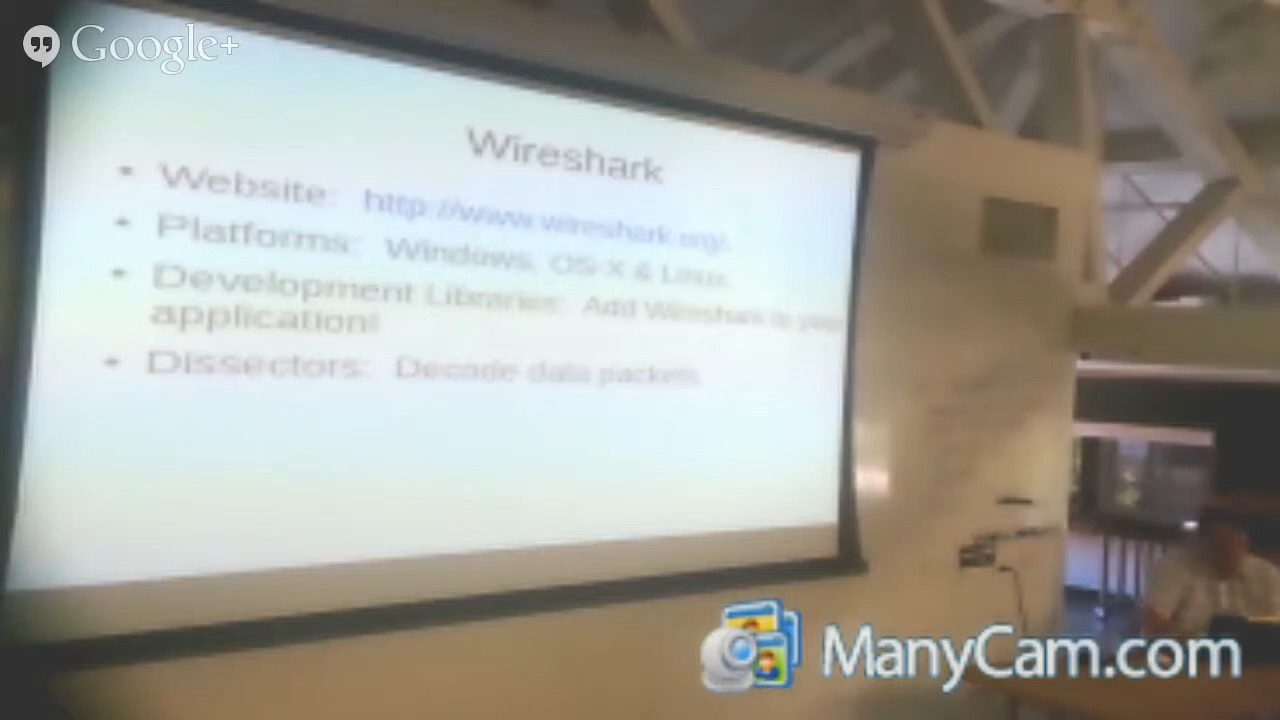 Google+
Wireshark
• Website: http://www.wireshark.org/.
• Platforms: Windows, OS-X & Linux.
• Development Libraries: Add Wireshark to your
application!
• Dissectors: Decode data packets.
ManyCam.com